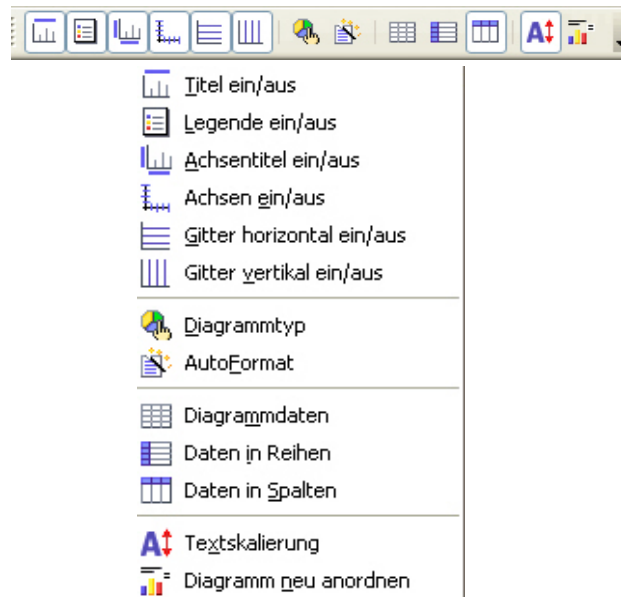 Titel ein/aus
Legende ein/aus
Achsentitel ein/aus
Achsen ein/aus
Gitter horizontal ein/aus
Gitter vertikal ein/aus
Diagrammtyp
AutoFormat
Diagrammdaten
Daten in Reihen
Daten in Spalten
Textskalierung
Diagramm neu anordnen